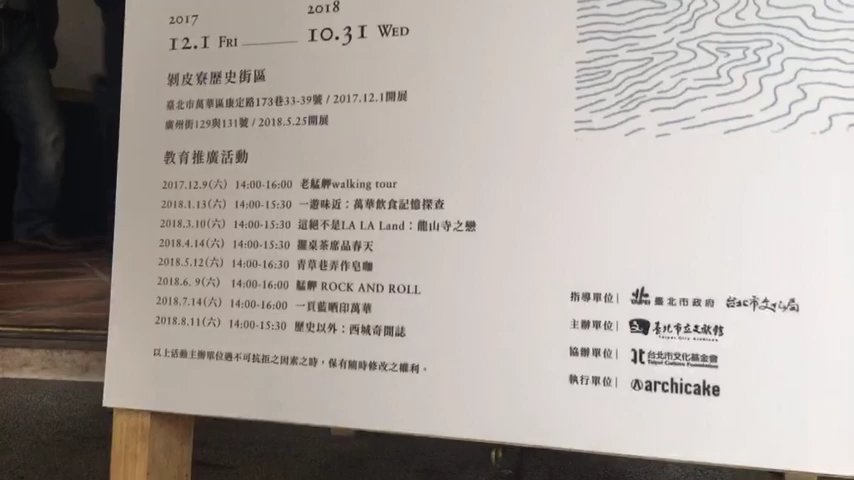 2017
2018
12.1 FRI
10.31 WED
剝皮寮歷史街區
臺北市萬華區康定路173巷33-39號 / 2017.12.1開展
廣州街129與131號 / 2018.5.25開展
教育推廣活動
2017.12.9(六) 14:00-16:00 老艋舺walking tour
2018.1.13(六) 14:00-15:30 一遊味近：萬華飲食記憶探查
2018.3.10(六) 14:00-15:30 這絕不是LA LA Land：龍山寺之戀
2018.4.14(六) 14:00-15:30 擺桌茶席品春天
2018.5.12(六) 14:00-16:30 青草巷弄作皂咖
2018.6. 9(六) 14:00-16:00 艋舺 ROCK AND ROLL
2018.7.14(六) 14:00-16:00 一頁藍晒印萬華
2018.8.11(六) 14:00-15:30 歷史以外：西城奇聞誌
以上活動主辦單位遇不可抗拒之因素之時，保有隨時修改之權利。
指導單位 | TAIPEI 臺北市政府 台北市文化局
主辦單位 | 臺北市立文獻館
Taipei City Archives
協辦單位 | 台北市文化基金會
Taipei Culture Foundation
執行單位 | archicake